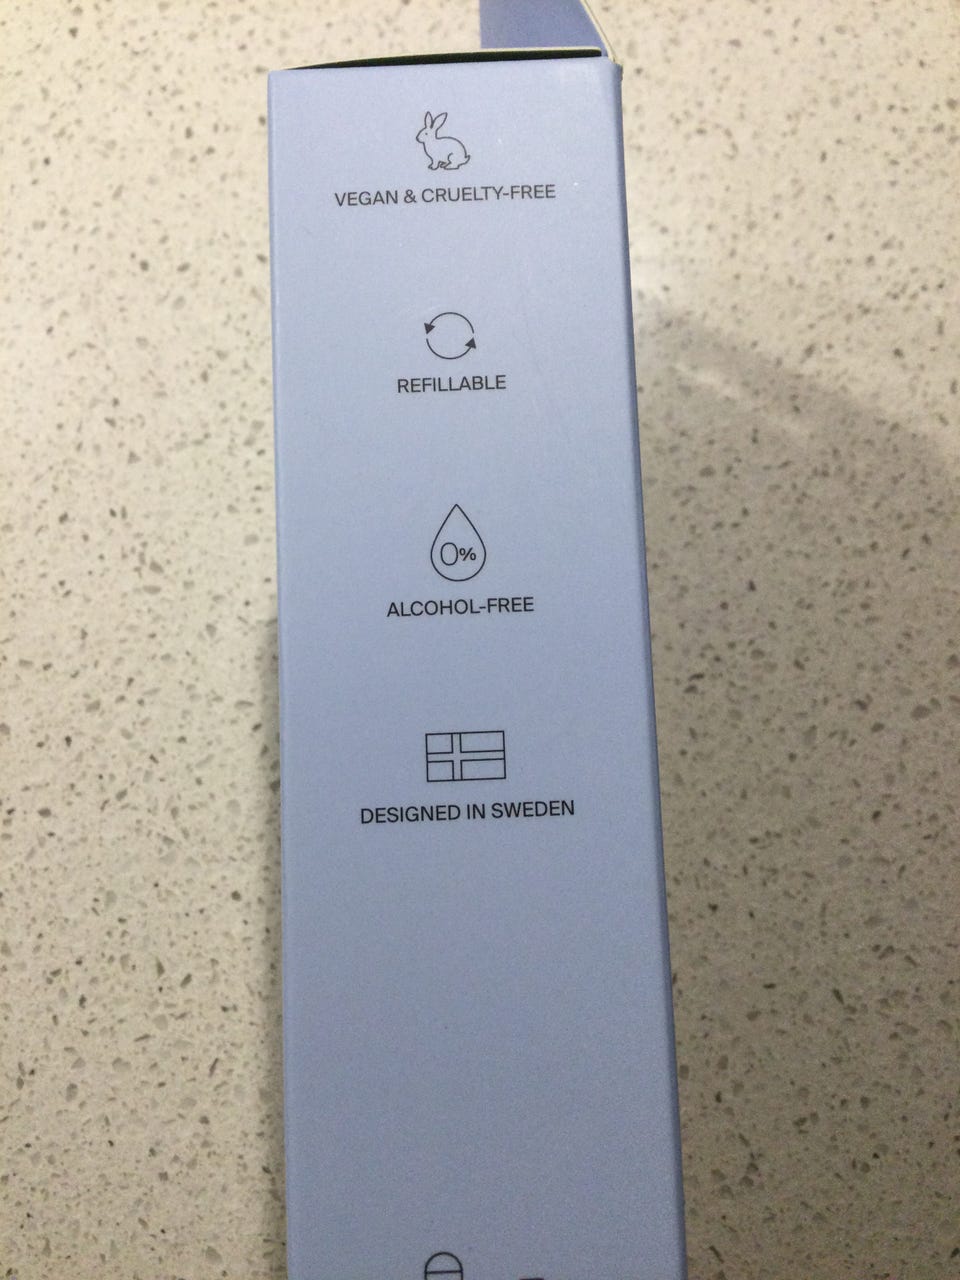 VEGAN & CRUELTY-FREE
REFILLABLE
0%
ALCOHOL-FREE
DESIGNED IN SWEDEN